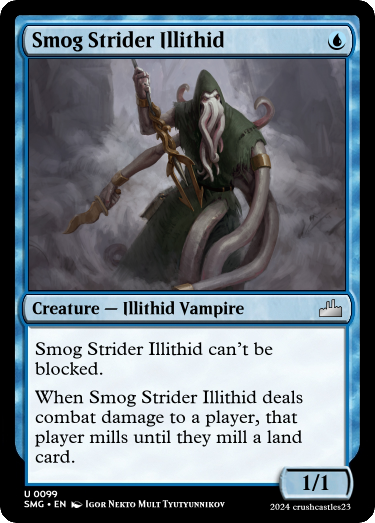 Smog Strider Illithid
Creature — Illithid Vampire
Smog Strider Illithid can't be
blocked.
When Smog Strider Illithid deals
combat damage to a player, that
player mills until they mill a land
card.
1/1
U 0099
SMG • EN Igor Nekto Mult Tyutyunnikov
2024 crushcastles23